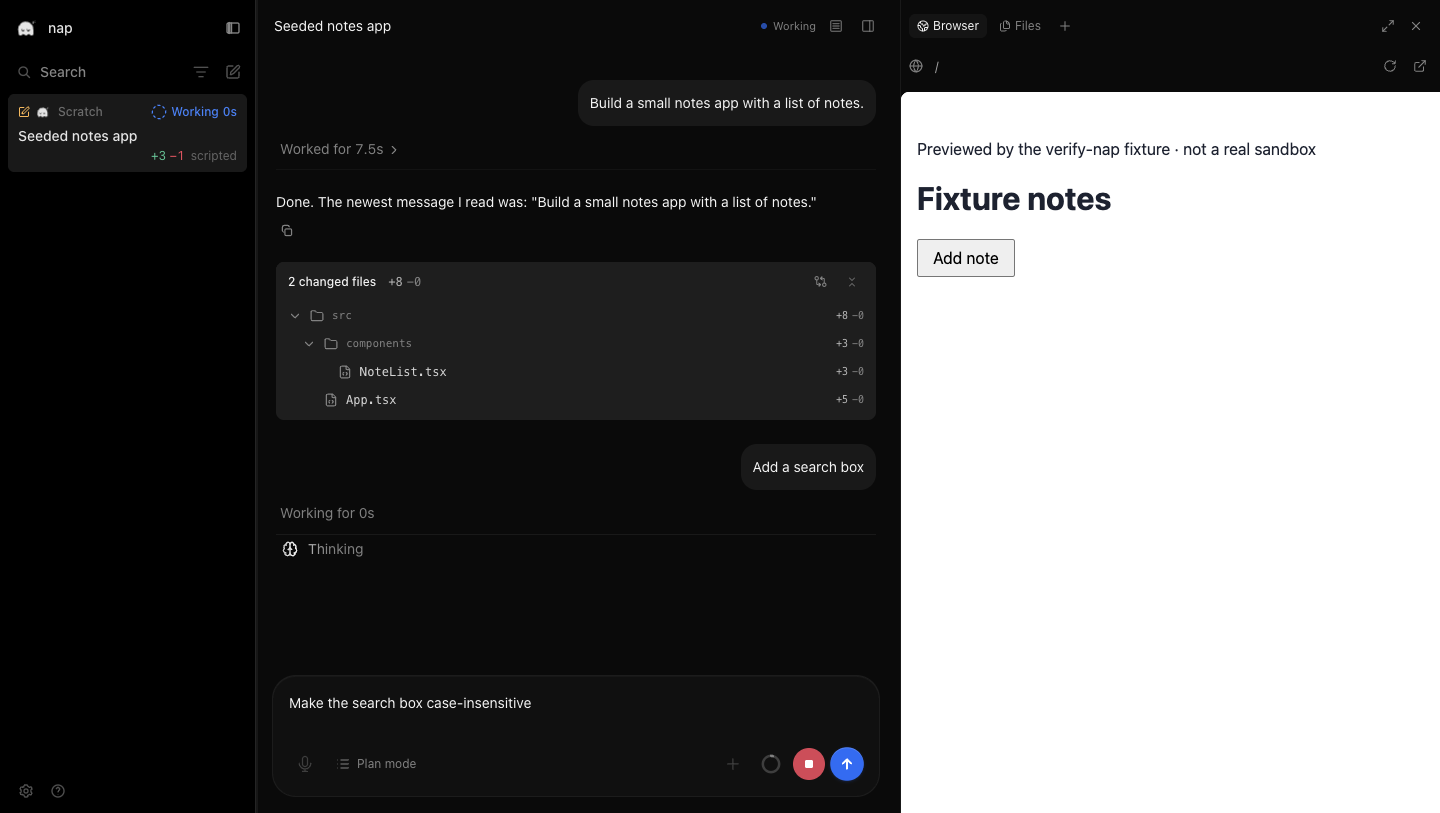 nap
Search
Scratch
Working 0s
Seeded notes app
+3 −1 scripted
Seeded notes app
Working
Build a small notes app with a list of notes.
Worked for 7.5s
Done. The newest message I read was: "Build a small notes app with a list of notes."
2 changed files +8 −0
src +8 −0
components +3 −0
NoteList.tsx +3 −0
App.tsx +5 −0
Add a search box
Working for 0s
Thinking
Make the search box case-insensitive
Plan mode
Browser
Files
/
Previewed by the verify-nap fixture · not a real sandbox
Fixture notes
Add note